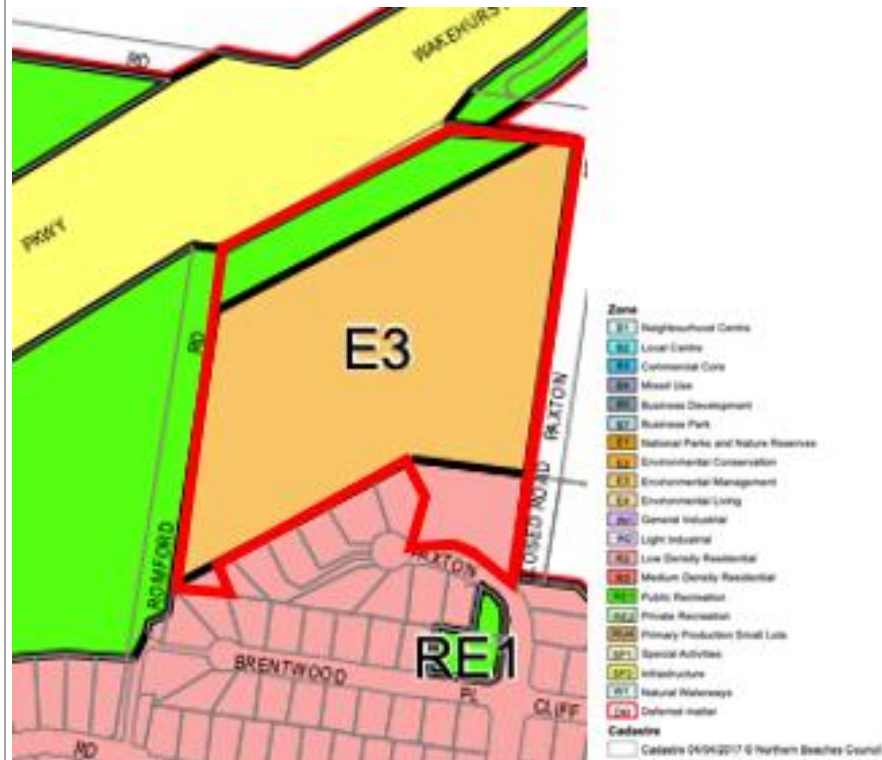 RD
WAKEHURST
PKWY
RD
E3
PAXTON
CLOSED ROAD
ROMFORD
PAXTON
RE1
BRENTWOOD
PL
CLIFF
RD
Zone
B1 Neighbourhood Centre
B2 Local Centre
B3 Commercial Core
B4 Mixed Use
B5 Business Development
B7 Business Park
E1 National Parks and Nature Reserves
E2 Environmental Conservation
E3 Environmental Management
E4 Environmental Living
IN1 General Industrial
IN2 Light Industrial
R2 Low Density Residential
R3 Medium Density Residential
RE1 Public Recreation
RE2 Private Recreation
RU4 Primary Production Small Lots
SP1 Special Activities
SP2 Infrastructure
W1 Natural Waterways
DM Deferred matter
Cadastre
Cadastre 04/04/2017 © Northern Beaches Council